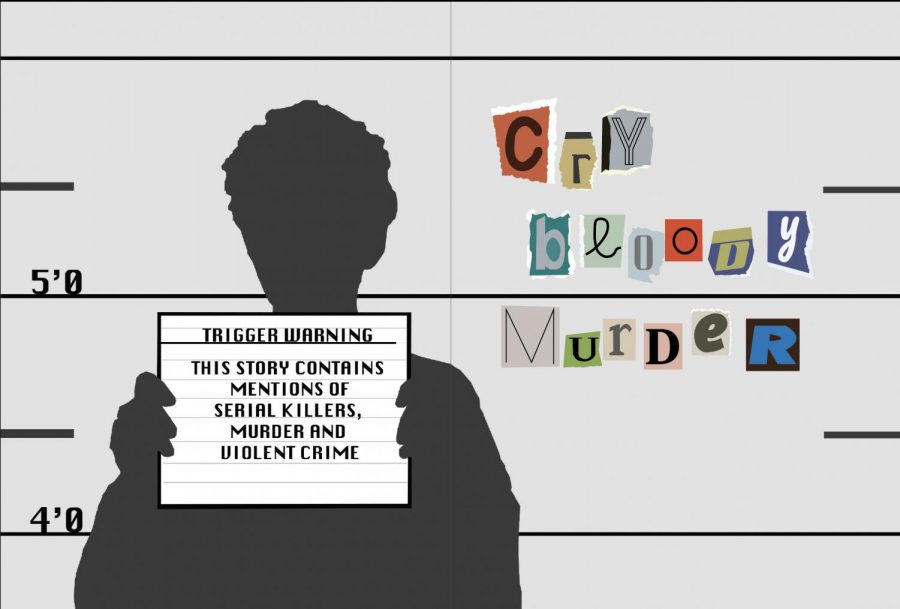 CrY
blooDy
MurDeR
5'0
TRIGGER WARNING
THIS STORY CONTAINS
MENTIONS OF
SERIAL KILLERS,
MURDER AND
VIOLENT CRIME
4'0